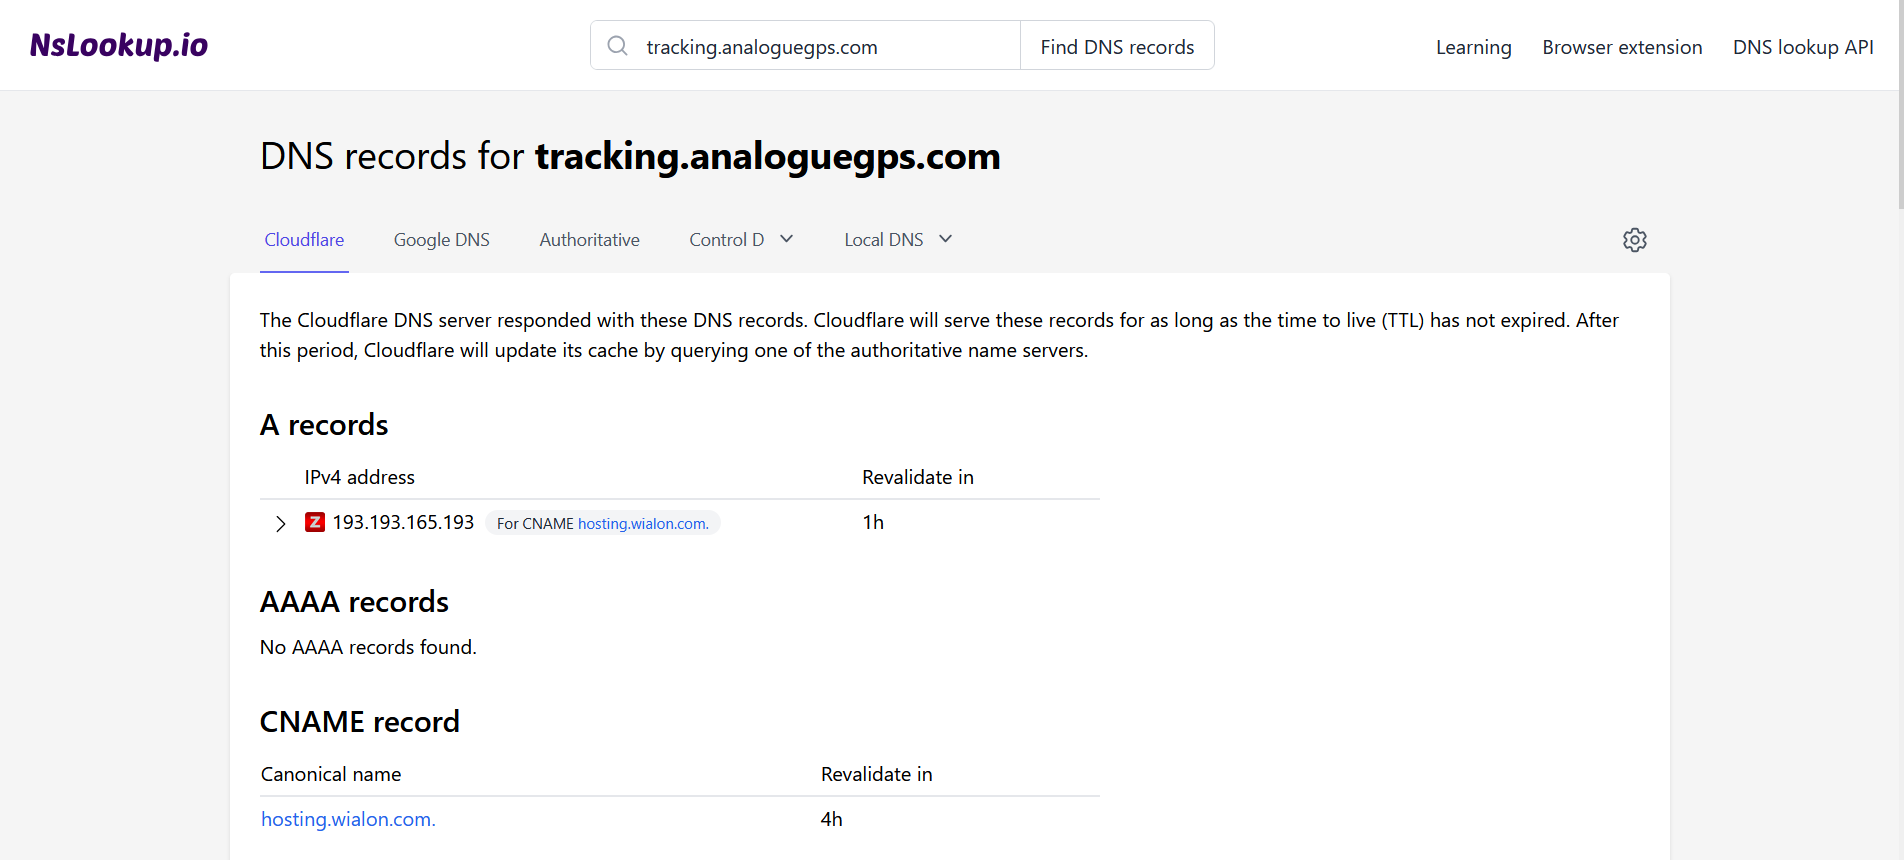 NsLookup.io
tracking.analoguegps.com
Find DNS records
Learning
Browser extension
DNS lookup API
DNS records for tracking.analoguegps.com
Cloudflare
Google DNS
Authoritative
Control D
Local DNS
The Cloudflare DNS server responded with these DNS records. Cloudflare will serve these records for as long as the time to live (TTL) has not expired. After
this period, Cloudflare will update its cache by querying one of the authoritative name servers.
A records
IPv4 address
Revalidate in
Z 193.193.165.193 For CNAME hosting.wialon.com.
1h
AAAA records
No AAAA records found.
CNAME record
Canonical name
Revalidate in
hosting.wialon.com.
4h